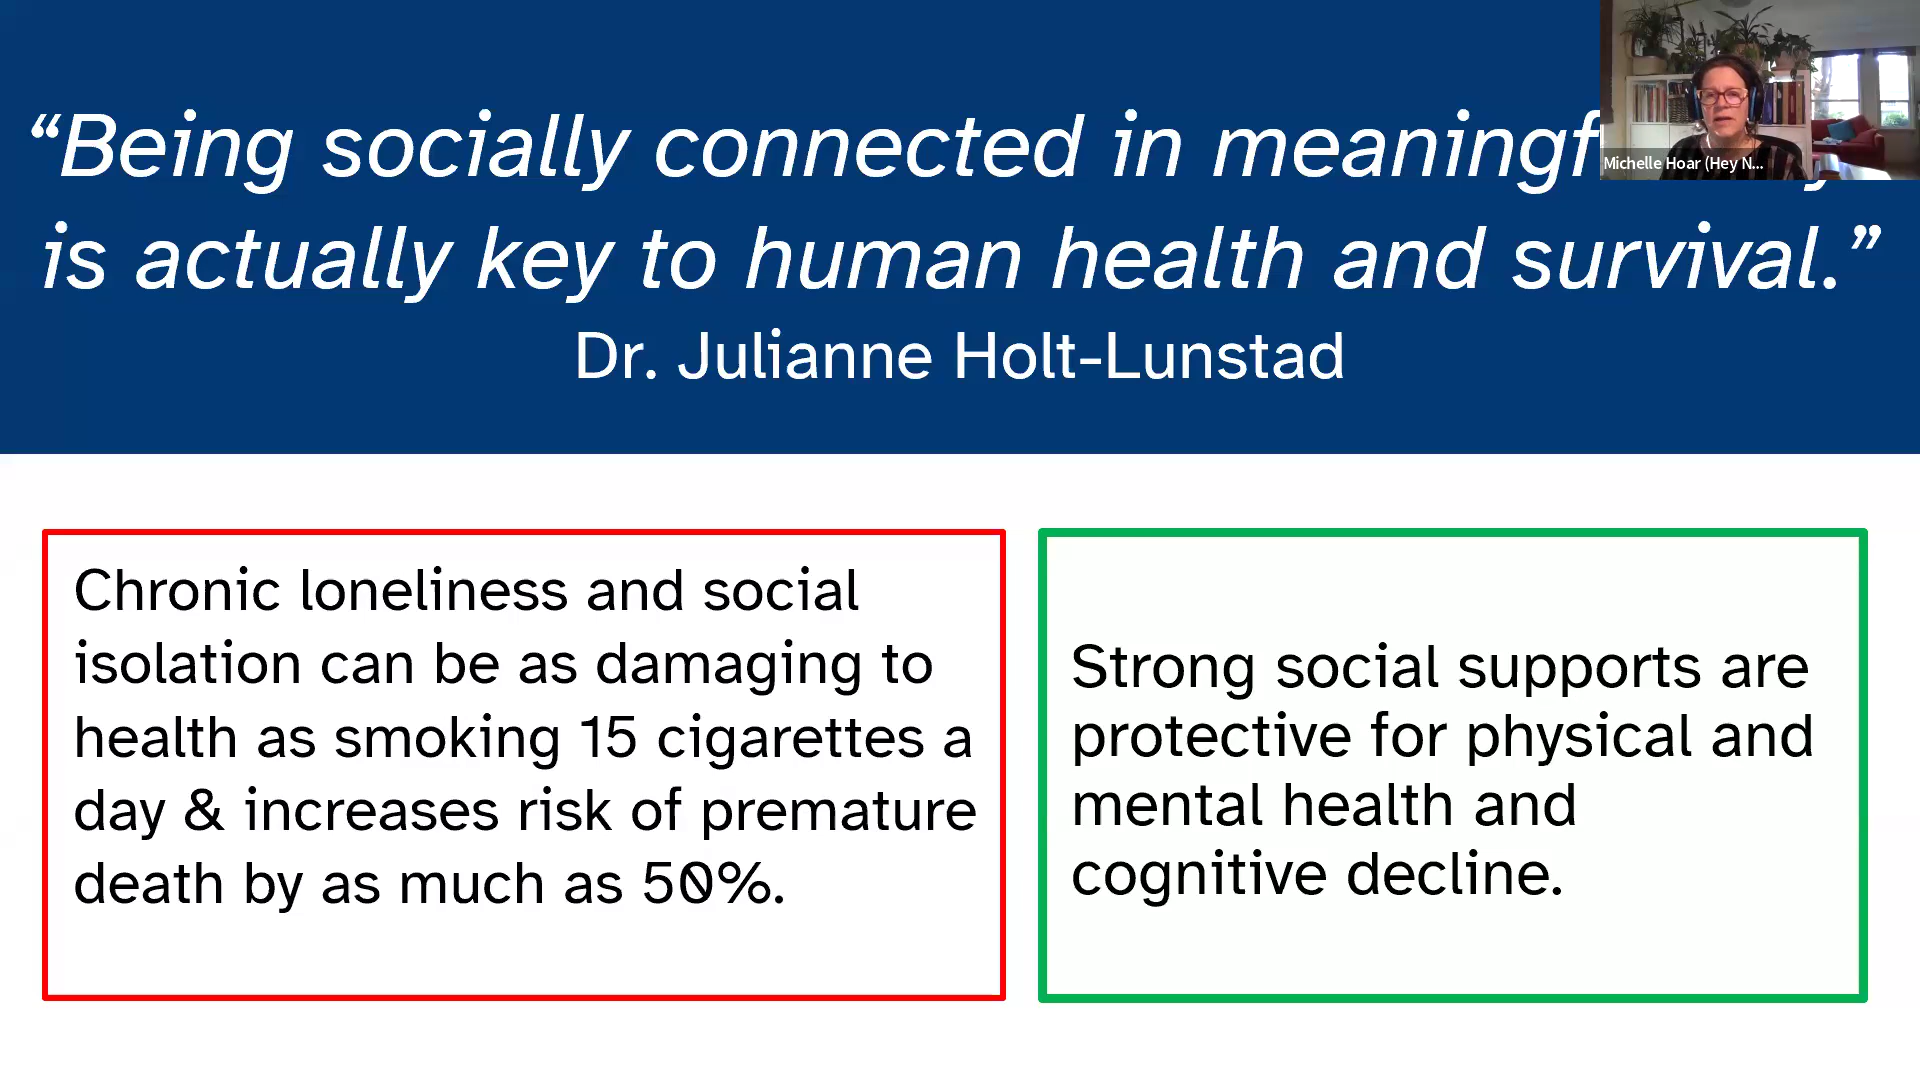 “Being socially connected in meaningf
is actually key to human health and survival.”
Dr. Julianne Holt-Lunstad
Michelle Hoar (Hey N...
Chronic loneliness and social
isolation can be as damaging to
health as smoking 15 cigarettes a
day & increases risk of premature
death by as much as 50%.
Strong social supports are
protective for physical and
mental health and
cognitive decline.